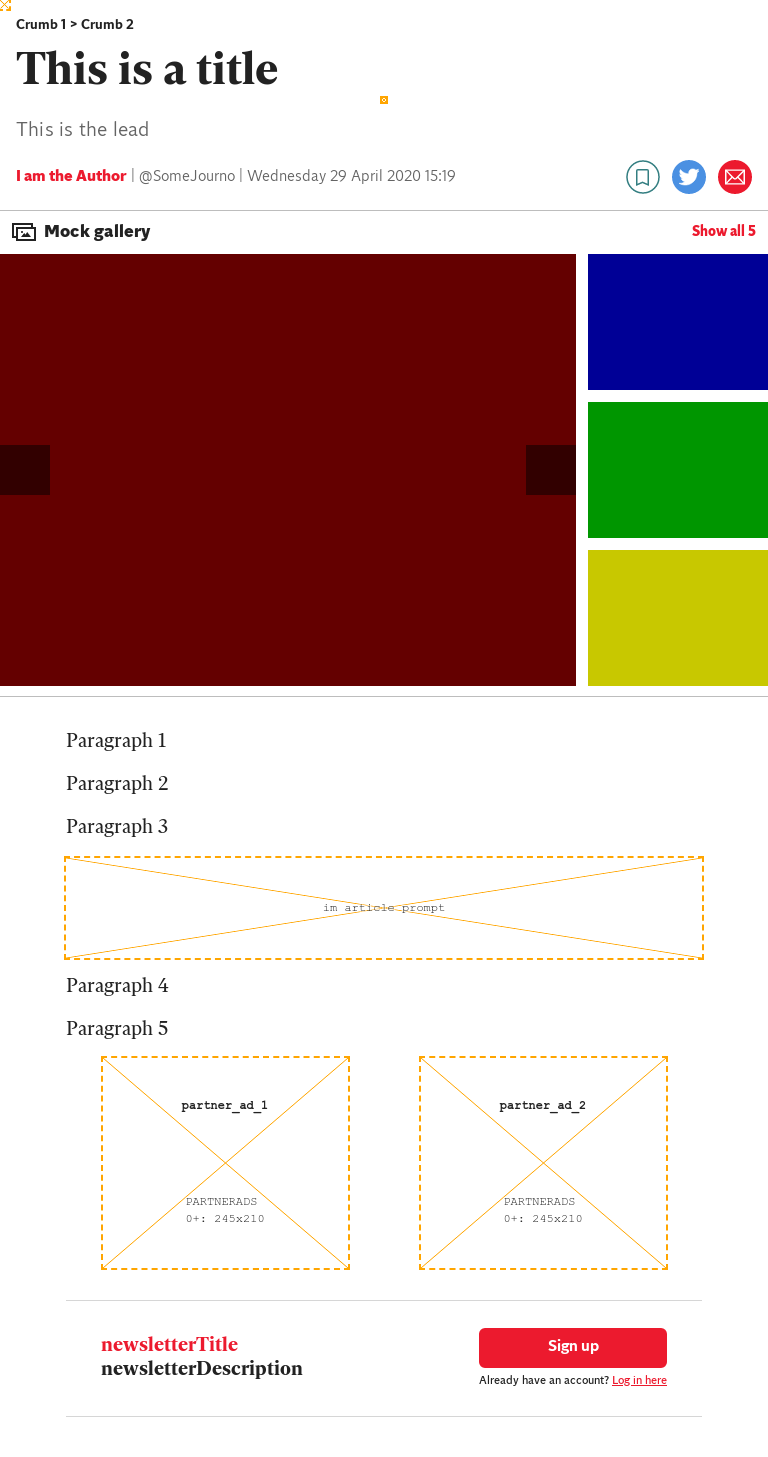 Crumb 1 > Crumb 2
This is a title
This is the lead
I am the Author | @SomeJourno | Wednesday 29 April 2020 15:19
Mock gallery
Show all 5
Paragraph 1
Paragraph 2
Paragraph 3
im article prompt
Paragraph 4
Paragraph 5
partner_ad_1
PARTNERADS
0+: 245x210
partner_ad_2
PARTNERADS
0+: 245x210
newsletterTitle
newsletterDescription
Sign up
Already have an account? Log in here